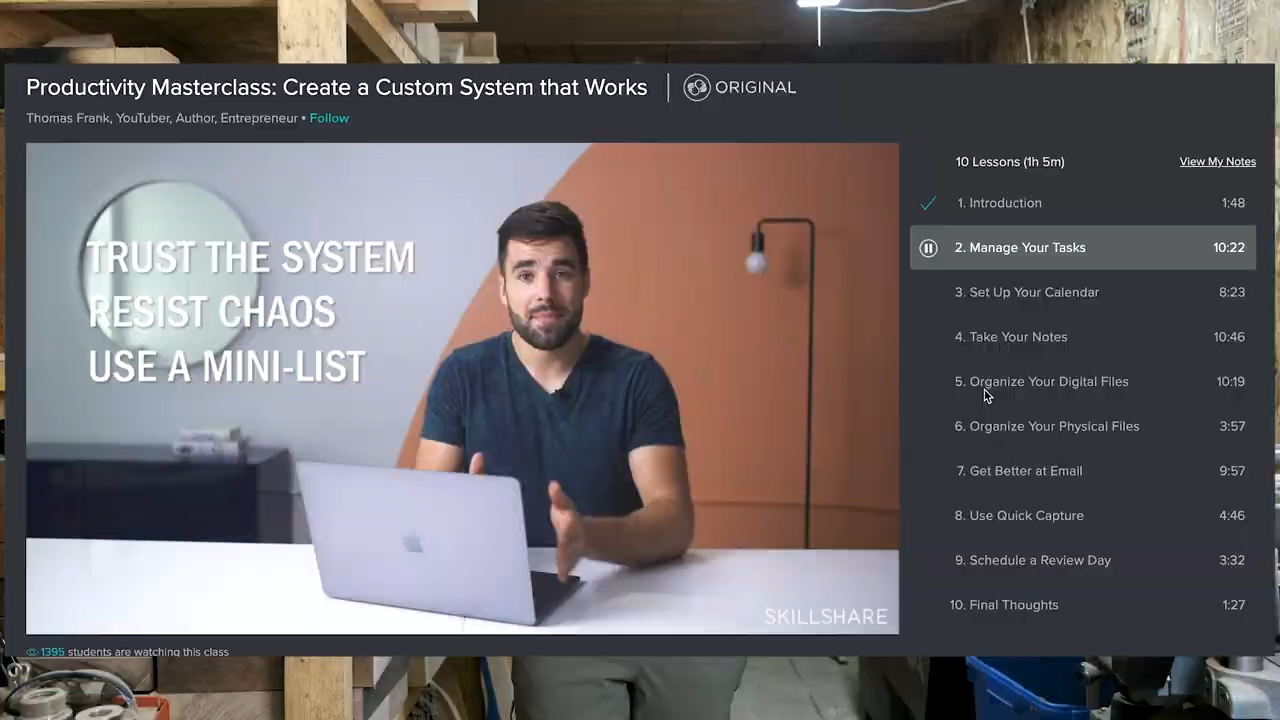 Productivity Masterclass: Create a Custom System that Works
ORIGINAL
Thomas Frank, YouTuber, Author, Entrepreneur • Follow
TRUST THE SYSTEM
RESIST CHAOS
USE A MINI-LIST
SKILLSHARE
10 Lessons (1h 5m)
View My Notes
1. Introduction 1:48
2. Manage Your Tasks 10:22
3. Set Up Your Calendar 8:23
4. Take Your Notes 10:46
5. Organize Your Digital Files 10:19
6. Organize Your Physical Files 3:57
7. Get Better at Email 9:57
8. Use Quick Capture 4:46
9. Schedule a Review Day 3:32
10. Final Thoughts 1:27
1395 students are watching this class